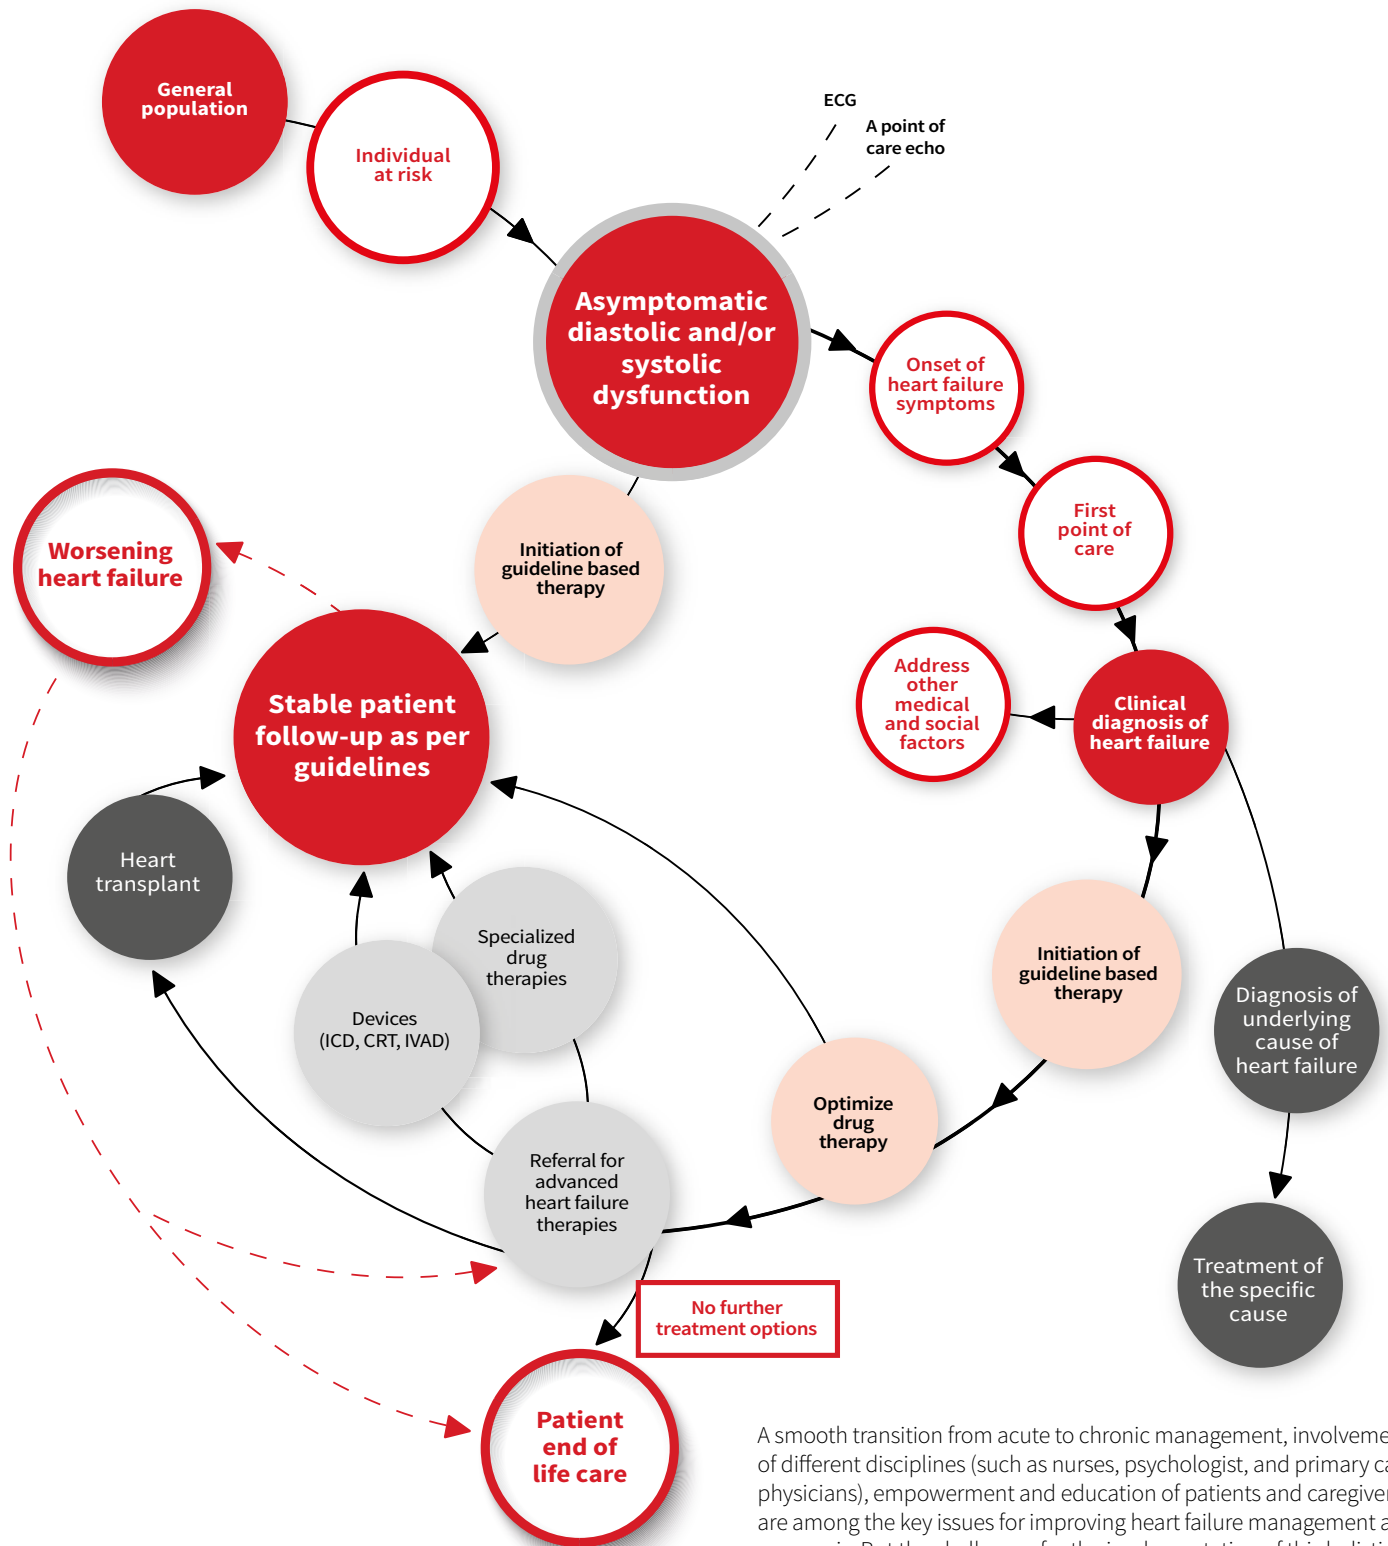 General
population
Individual
at risk
ECG
A point of
care echo
Asymptomatic
diastolic and/or
systolic
dysfunction
Onset of
heart failure
symptoms
First
point of
care
Worsening
heart failure
Initiation of
guideline based
therapy
Address
other
medical
and social
factors
Clinical
diagnosis of
heart failure
Stable patient
follow-up as per
guidelines
Heart
transplant
Specialized
drug
therapies
Devices
(ICD, CRT, IVAD)
Initiation of
guideline based
therapy
Diagnosis of
underlying
cause of
heart failure
Optimize
drug
therapy
Referral for
advanced
heart failure
therapies
Treatment of
the specific
cause
No further
treatment options
Patient
end of
life care
A smooth transition from acute to chronic management,
of different disciplines (such as nurses, psychologist, and primary
physicians), empowerment and education of patients and
are among the key issues for improving heart failure management